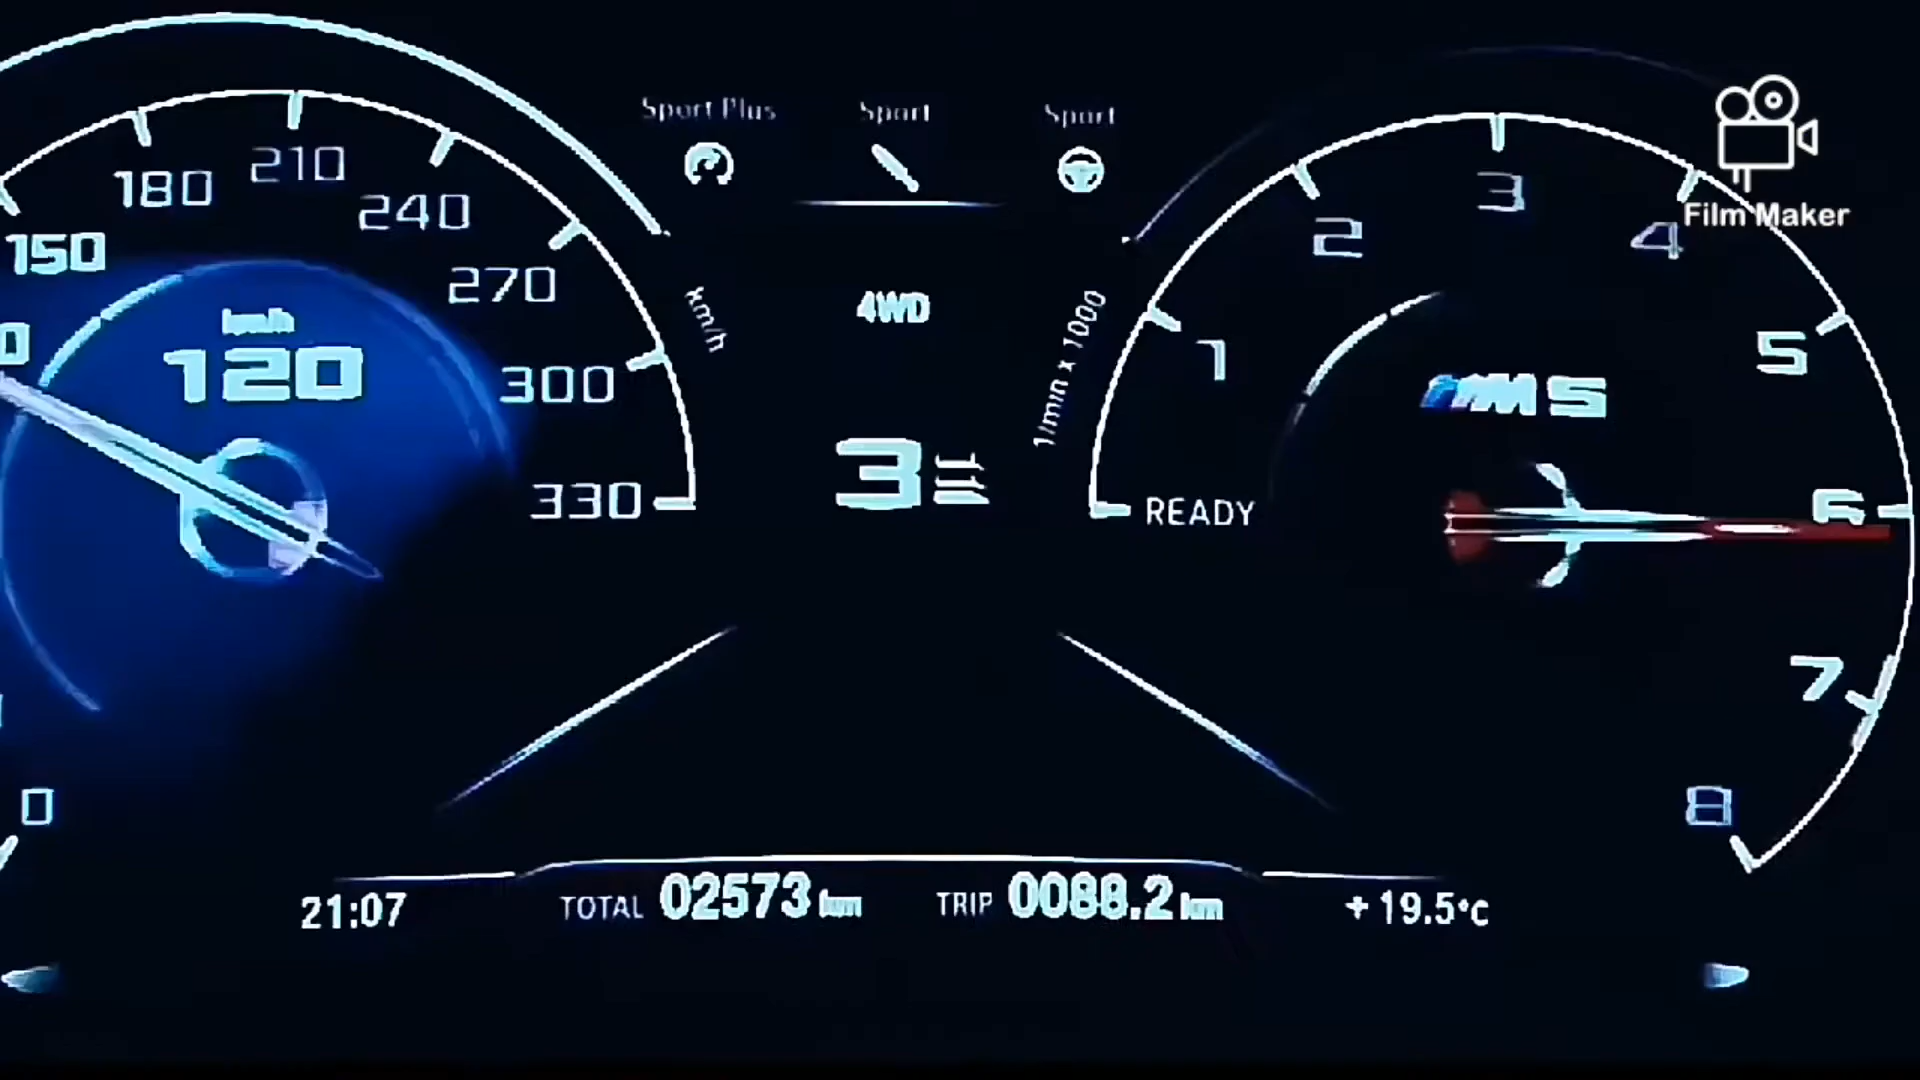 Sport Plus
Sport
Sport
Film Maker
150
180
210
240
270
300
330
0
km/h
km/h
120
4WD
3
1/min x 1000
READY
1
2
3
4
5
6
7
8
M5
21:07
TOTAL 02573 km
TRIP 0088.2 km
+19.5°C